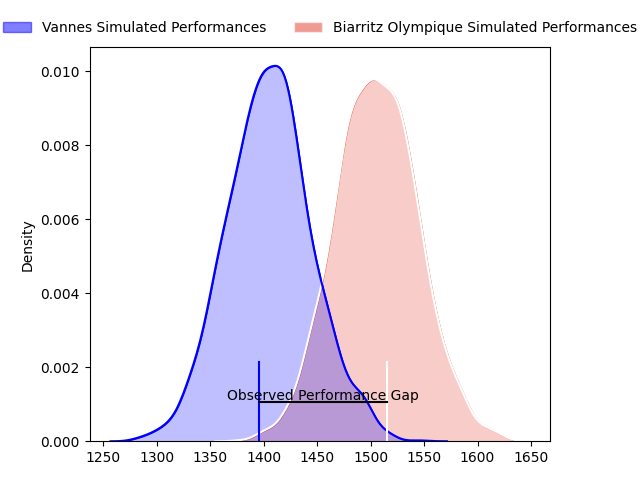 Vannes Simulated Performances Biarritz Olympique Simulated Performances
0.010
0.008
0.006
0.004
0.002
0.000
Density
Observed Performance Gap
1250 1300 1350 1400 1450 1500 1550 1600 1650